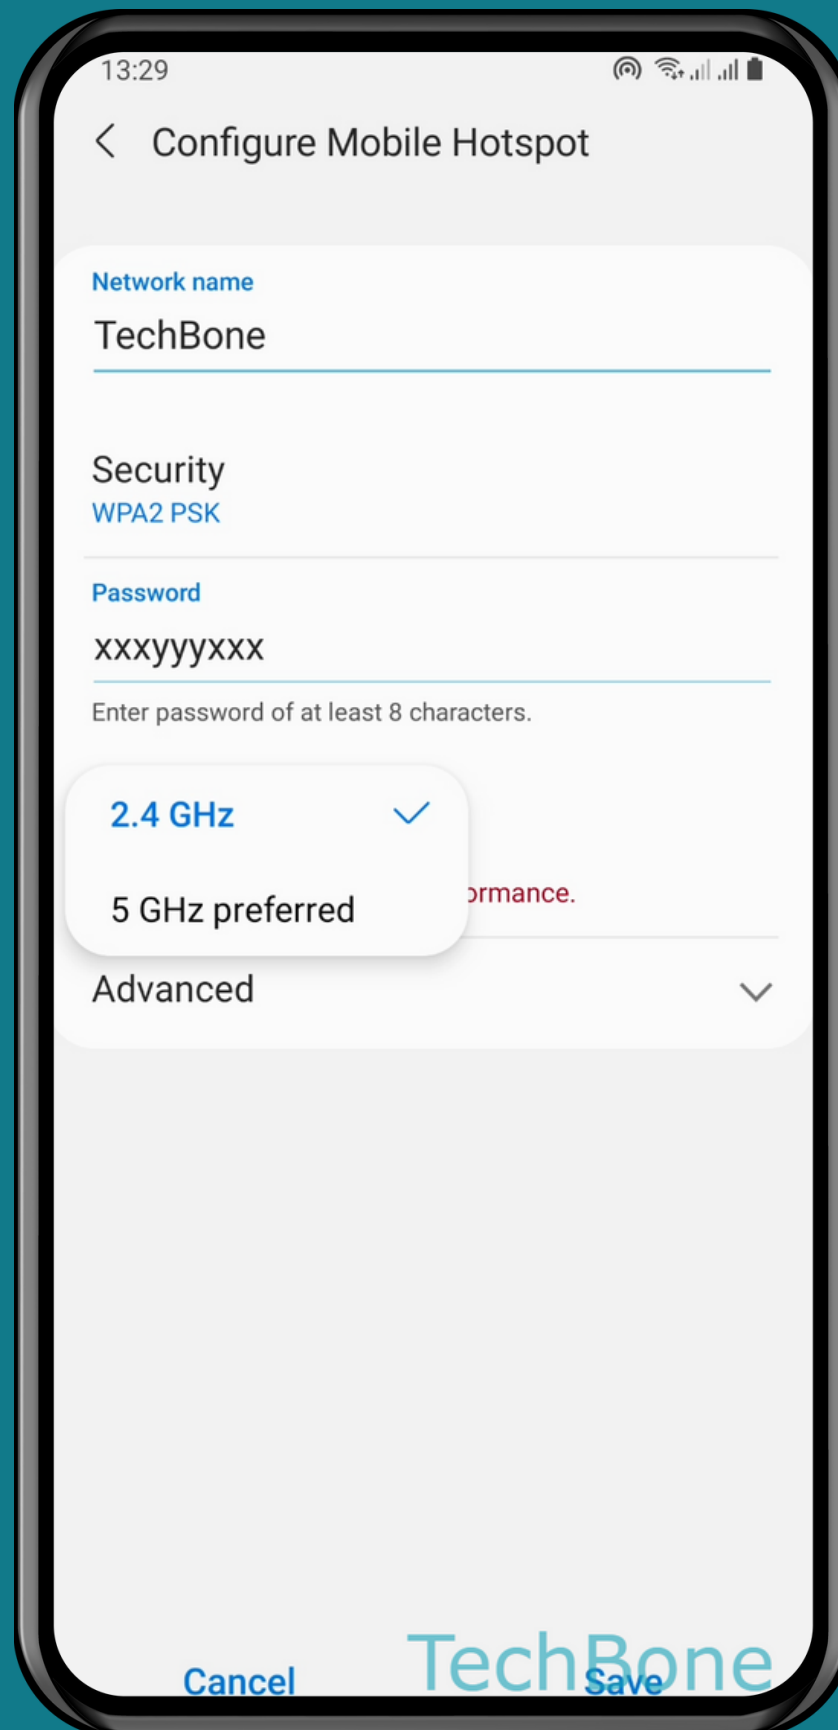 13:29
Configure Mobile Hotspot
Network name
TechBone
Security
WPA2 PSK
Password
xxxyyyxxx
Enter password of at least 8 characters.
2.4 GHz
5 GHz preferred
Advanced
Cancel
Save
TechBone